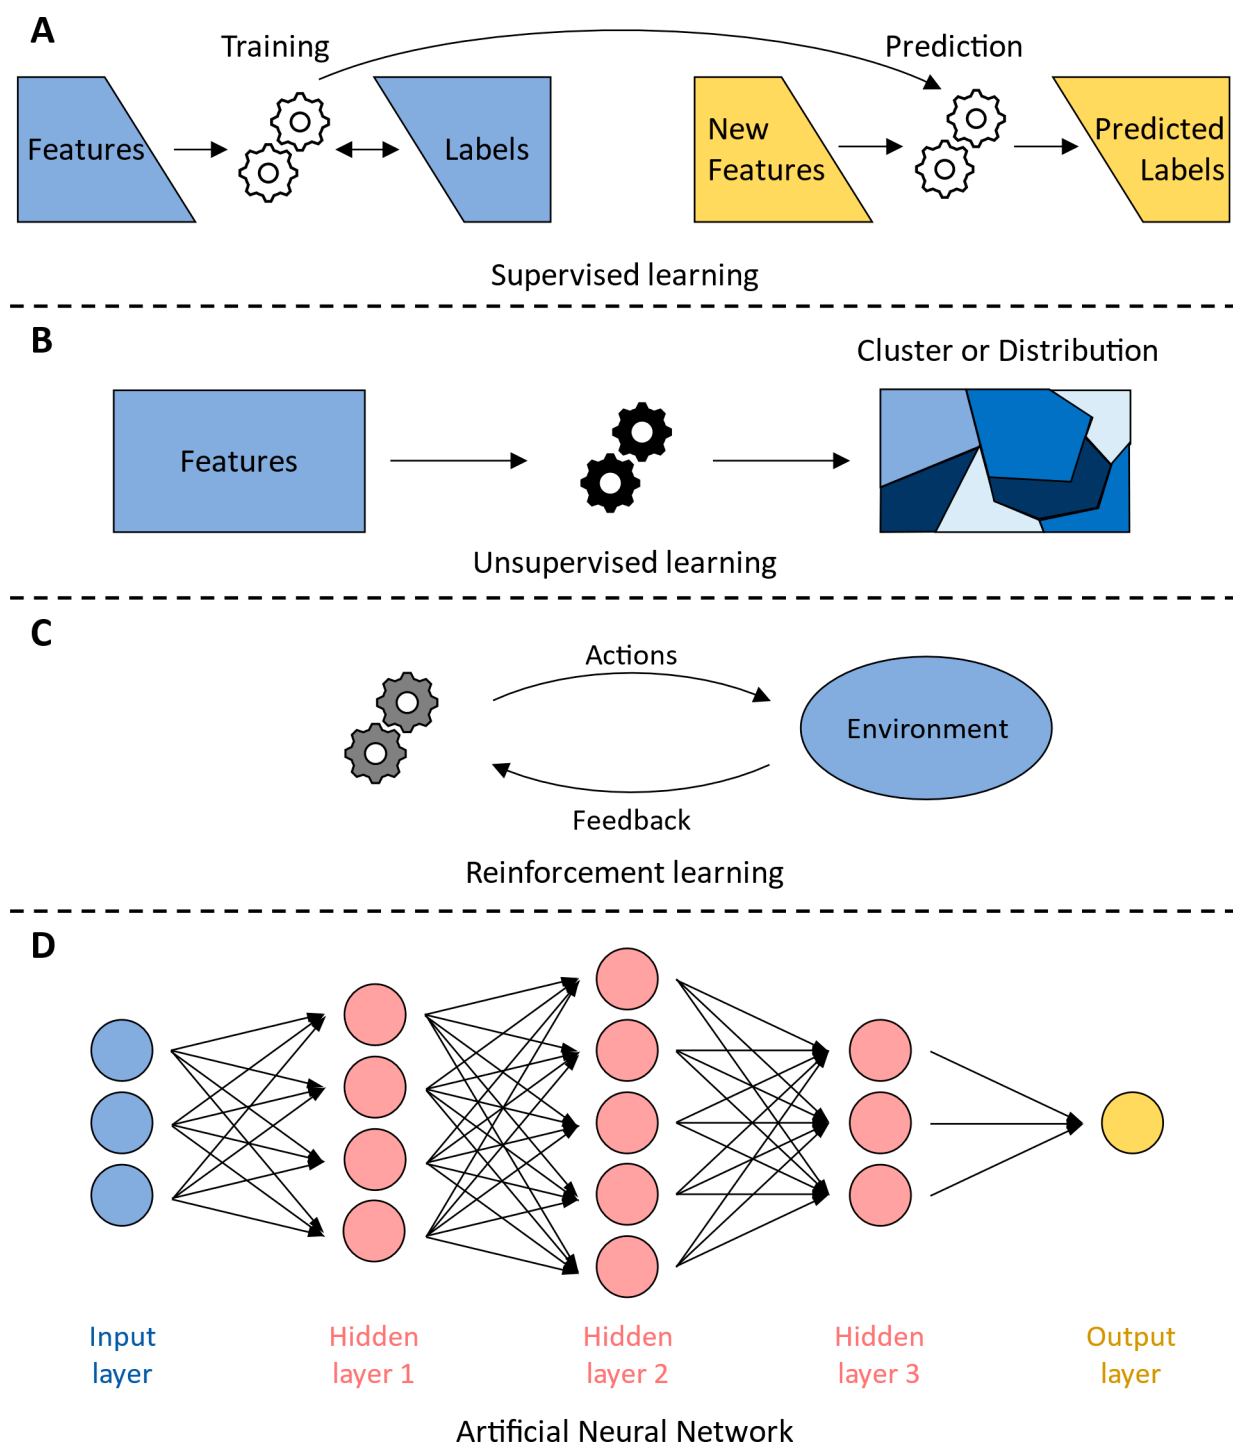 A
Training
Prediction
Features
Labels
New
Features
Predicted
Labels
Supervised learning
B
Cluster or Distribution
Features
Unsupervised learning
C
Actions
Environment
Feedback
Reinforcement learning
D
Input
layer
Hidden
layer 1
Hidden
layer 2
Hidden
layer 3
Output
layer
Artificial Neural Network